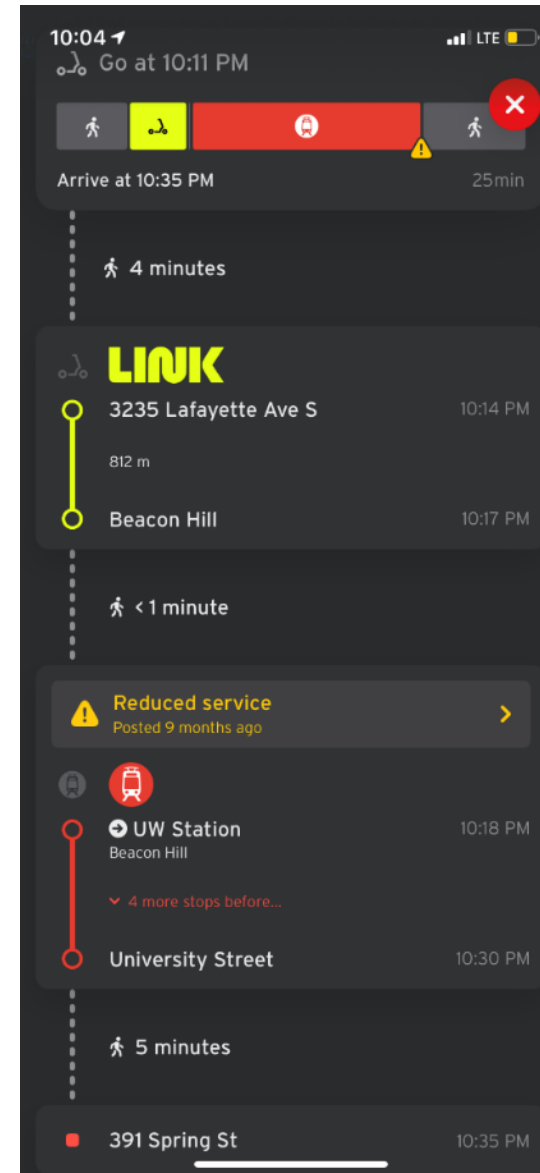 10:04
LTE
Go at 10:11 PM
Arrive at 10:35 PM 25min
4 minutes
LINK
3235 Lafayette Ave S 10:14 PM
812 m
Beacon Hill 10:17 PM
< 1 minute
Reduced service
Posted 9 months ago
UW Station 10:18 PM
Beacon Hill
4 more stops before...
University Street 10:30 PM
5 minutes
391 Spring St 10:35 PM